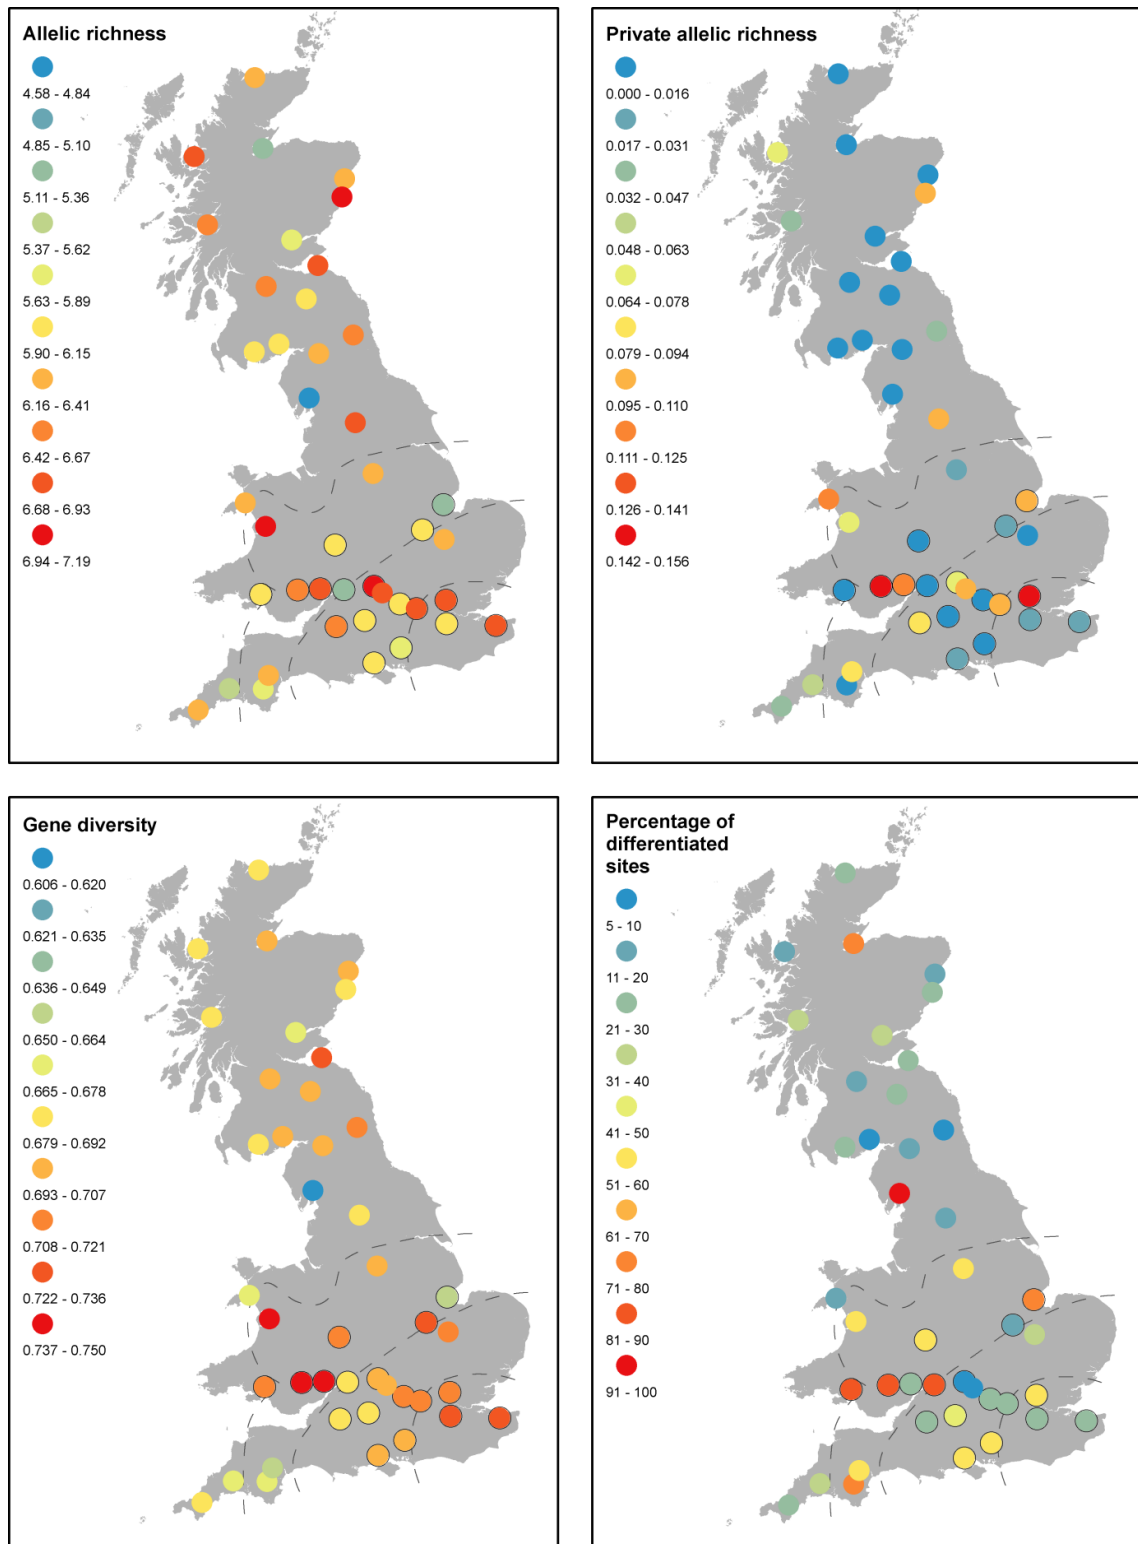 Allelic richness
4.58 - 4.84
4.85 - 5.10
5.11 - 5.36
5.37 - 5.62
5.63 - 5.89
5.90 - 6.15
6.16 - 6.41
6.42 - 6.67
6.68 - 6.93
6.94 - 7.19
Private allelic richness
0.000 - 0.016
0.017 - 0.031
0.032 - 0.047
0.048 - 0.063
0.064 - 0.078
0.079 - 0.094
0.095 - 0.110
0.111 - 0.125
0.126 - 0.141
0.142 - 0.156
Gene diversity
0.606 - 0.620
0.621 - 0.635
0.636 - 0.649
0.650 - 0.664
0.665 - 0.678
0.679 - 0.692
0.693 - 0.707
0.708 - 0.721
0.722 - 0.736
0.737 - 0.750
Percentage of
differentiated
sites
5 - 10
11 - 20
21 - 30
31 - 40
41 - 50
51 - 60
61 - 70
71 - 80
81 - 90
91 - 100